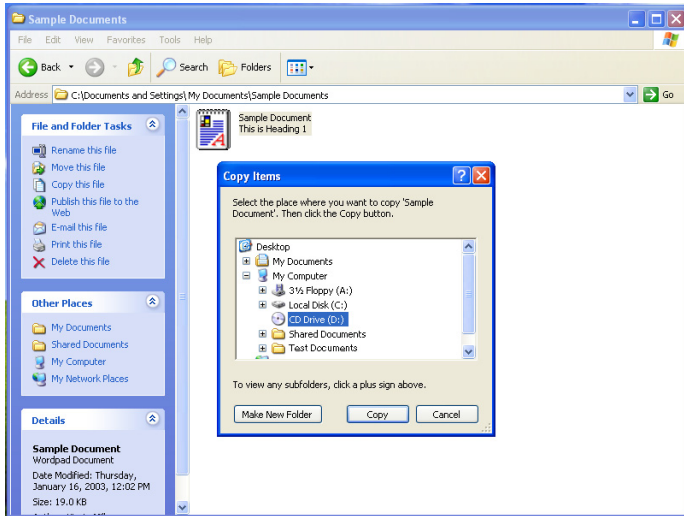 Sample Documents
File Edit View Favorites Tools Help
Back Search Folders
Address C:\Documents and Settings\ My Documents\Sample Documents Go
File and Folder Tasks
Rename this file
Move this file
Copy this file
Publish this file to the
Web
E-mail this file
Print this file
Delete this file
Other Places
My Documents
Shared Documents
My Computer
My Network Places
Details
Sample Document
Wordpad Document
Date Modified: Thursday,
January 16, 2003, 12:02 PM
Size: 19.0 KB
Sample Document
This is Heading 1
Copy Items
Select the place where you want to copy 'Sample
Document'. Then click the Copy button.
Desktop
My Documents
My Computer
3½ Floppy (A:)
Local Disk (C:)
CD Drive (D:)
Shared Documents
Test Documents
To view any subfolders, click a plus sign above.
Make New Folder Copy Cancel